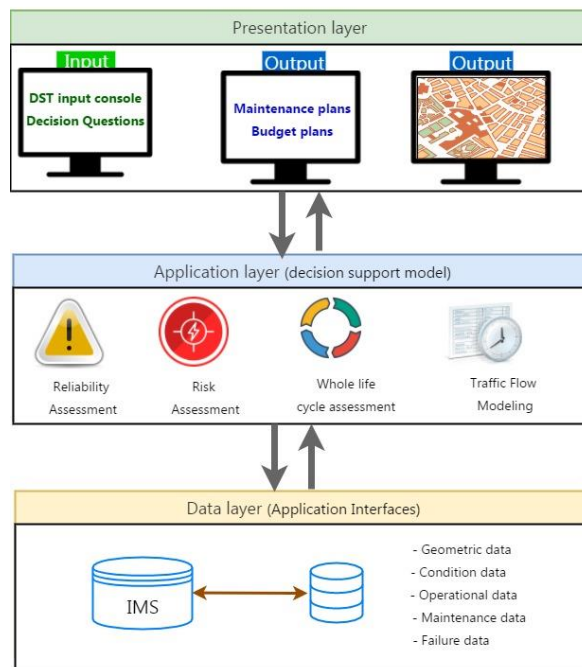 Presentation layer
Input
Output
Output
DST input console
Decision Questions
Maintenance plans
Budget plans
Application layer (decision support model)
Reliability
Assessment
Risk
Assessment
Whole life
cycle assessment
Traffic Flow
Modeling
Data layer (Application Interfaces)
IMS
- Geometric data
- Condition data
- Operational data
- Maintenance data
- Failure data